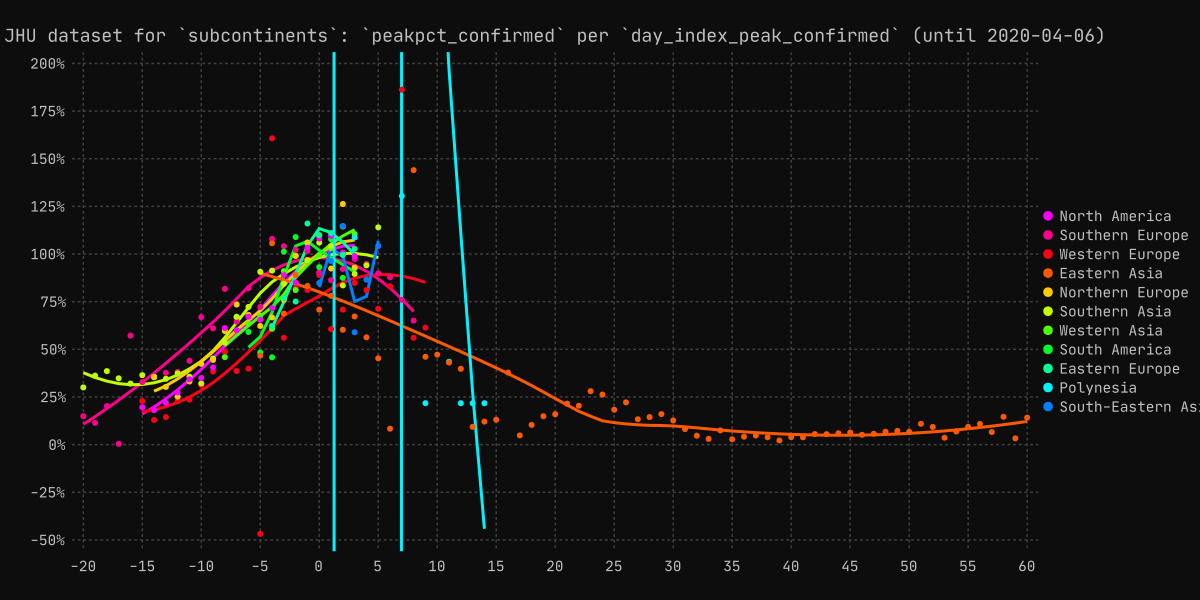 JHU dataset for `subcontinents`: `peakpct_confirmed` per `day_index_peak_confirmed` (until 2020-04-06)
200%
175%
150%
125%
100%
75%
50%
25%
0%
-25%
-50%
-20 -15 -10 -5 0 5 10 15 20 25 30 35 40 45 50 55 60
North America
Southern Europe
Western Europe
Eastern Asia
Northern Europe
Southern Asia
Western Asia
South America
Eastern Europe
Polynesia
South-Eastern As